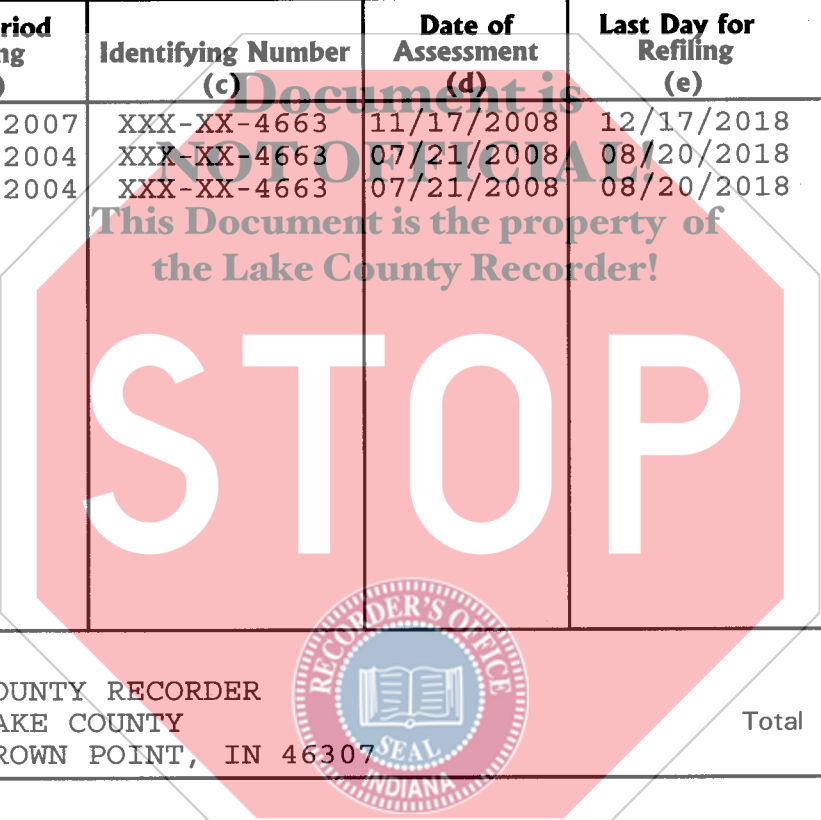 riod
ng
)
Identifying Number
(c)
Date of
Assessment
(d)
Last Day for
Refiling
(e)
Document is
2007 XXX-XX-4663 11/17/2008 12/17/2018
2004 XXX-XX-4663 07/21/2008 08/20/2018
NOT OFFICIAL!
2004 XXX-XX-4663 07/21/2008 08/20/2018
This Document is the property of
the Lake County Recorder!
STOP
RECORDER'S OFFICE
SEAL
INDIANA
OUNTY RECORDER
AKE COUNTY
ROWN POINT, IN 46307
Total